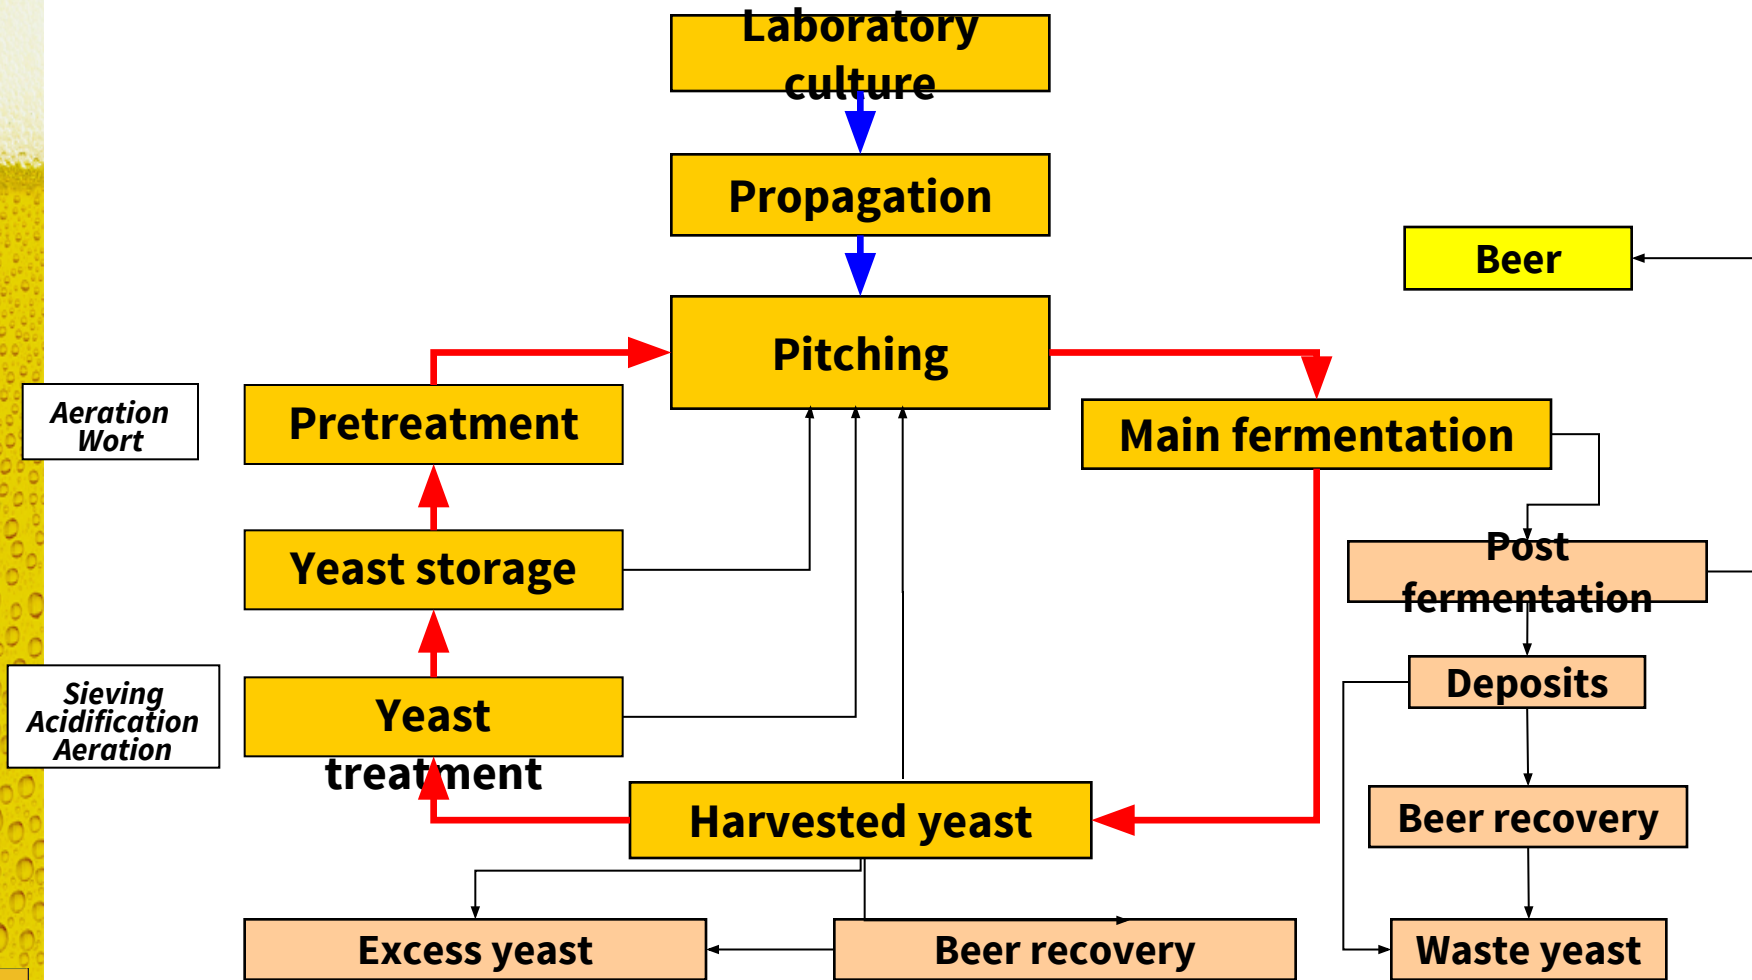 Laboratory
culture
Propagation
Beer
Pitching
Aeration
Wort
Pretreatment
Main fermentation
Yeast storage
Post
fermentation
Sieving
Acidification
Aeration
Yeast
treatment
Deposits
Harvested yeast
Beer recovery
Excess yeast
Beer recovery
Waste yeast